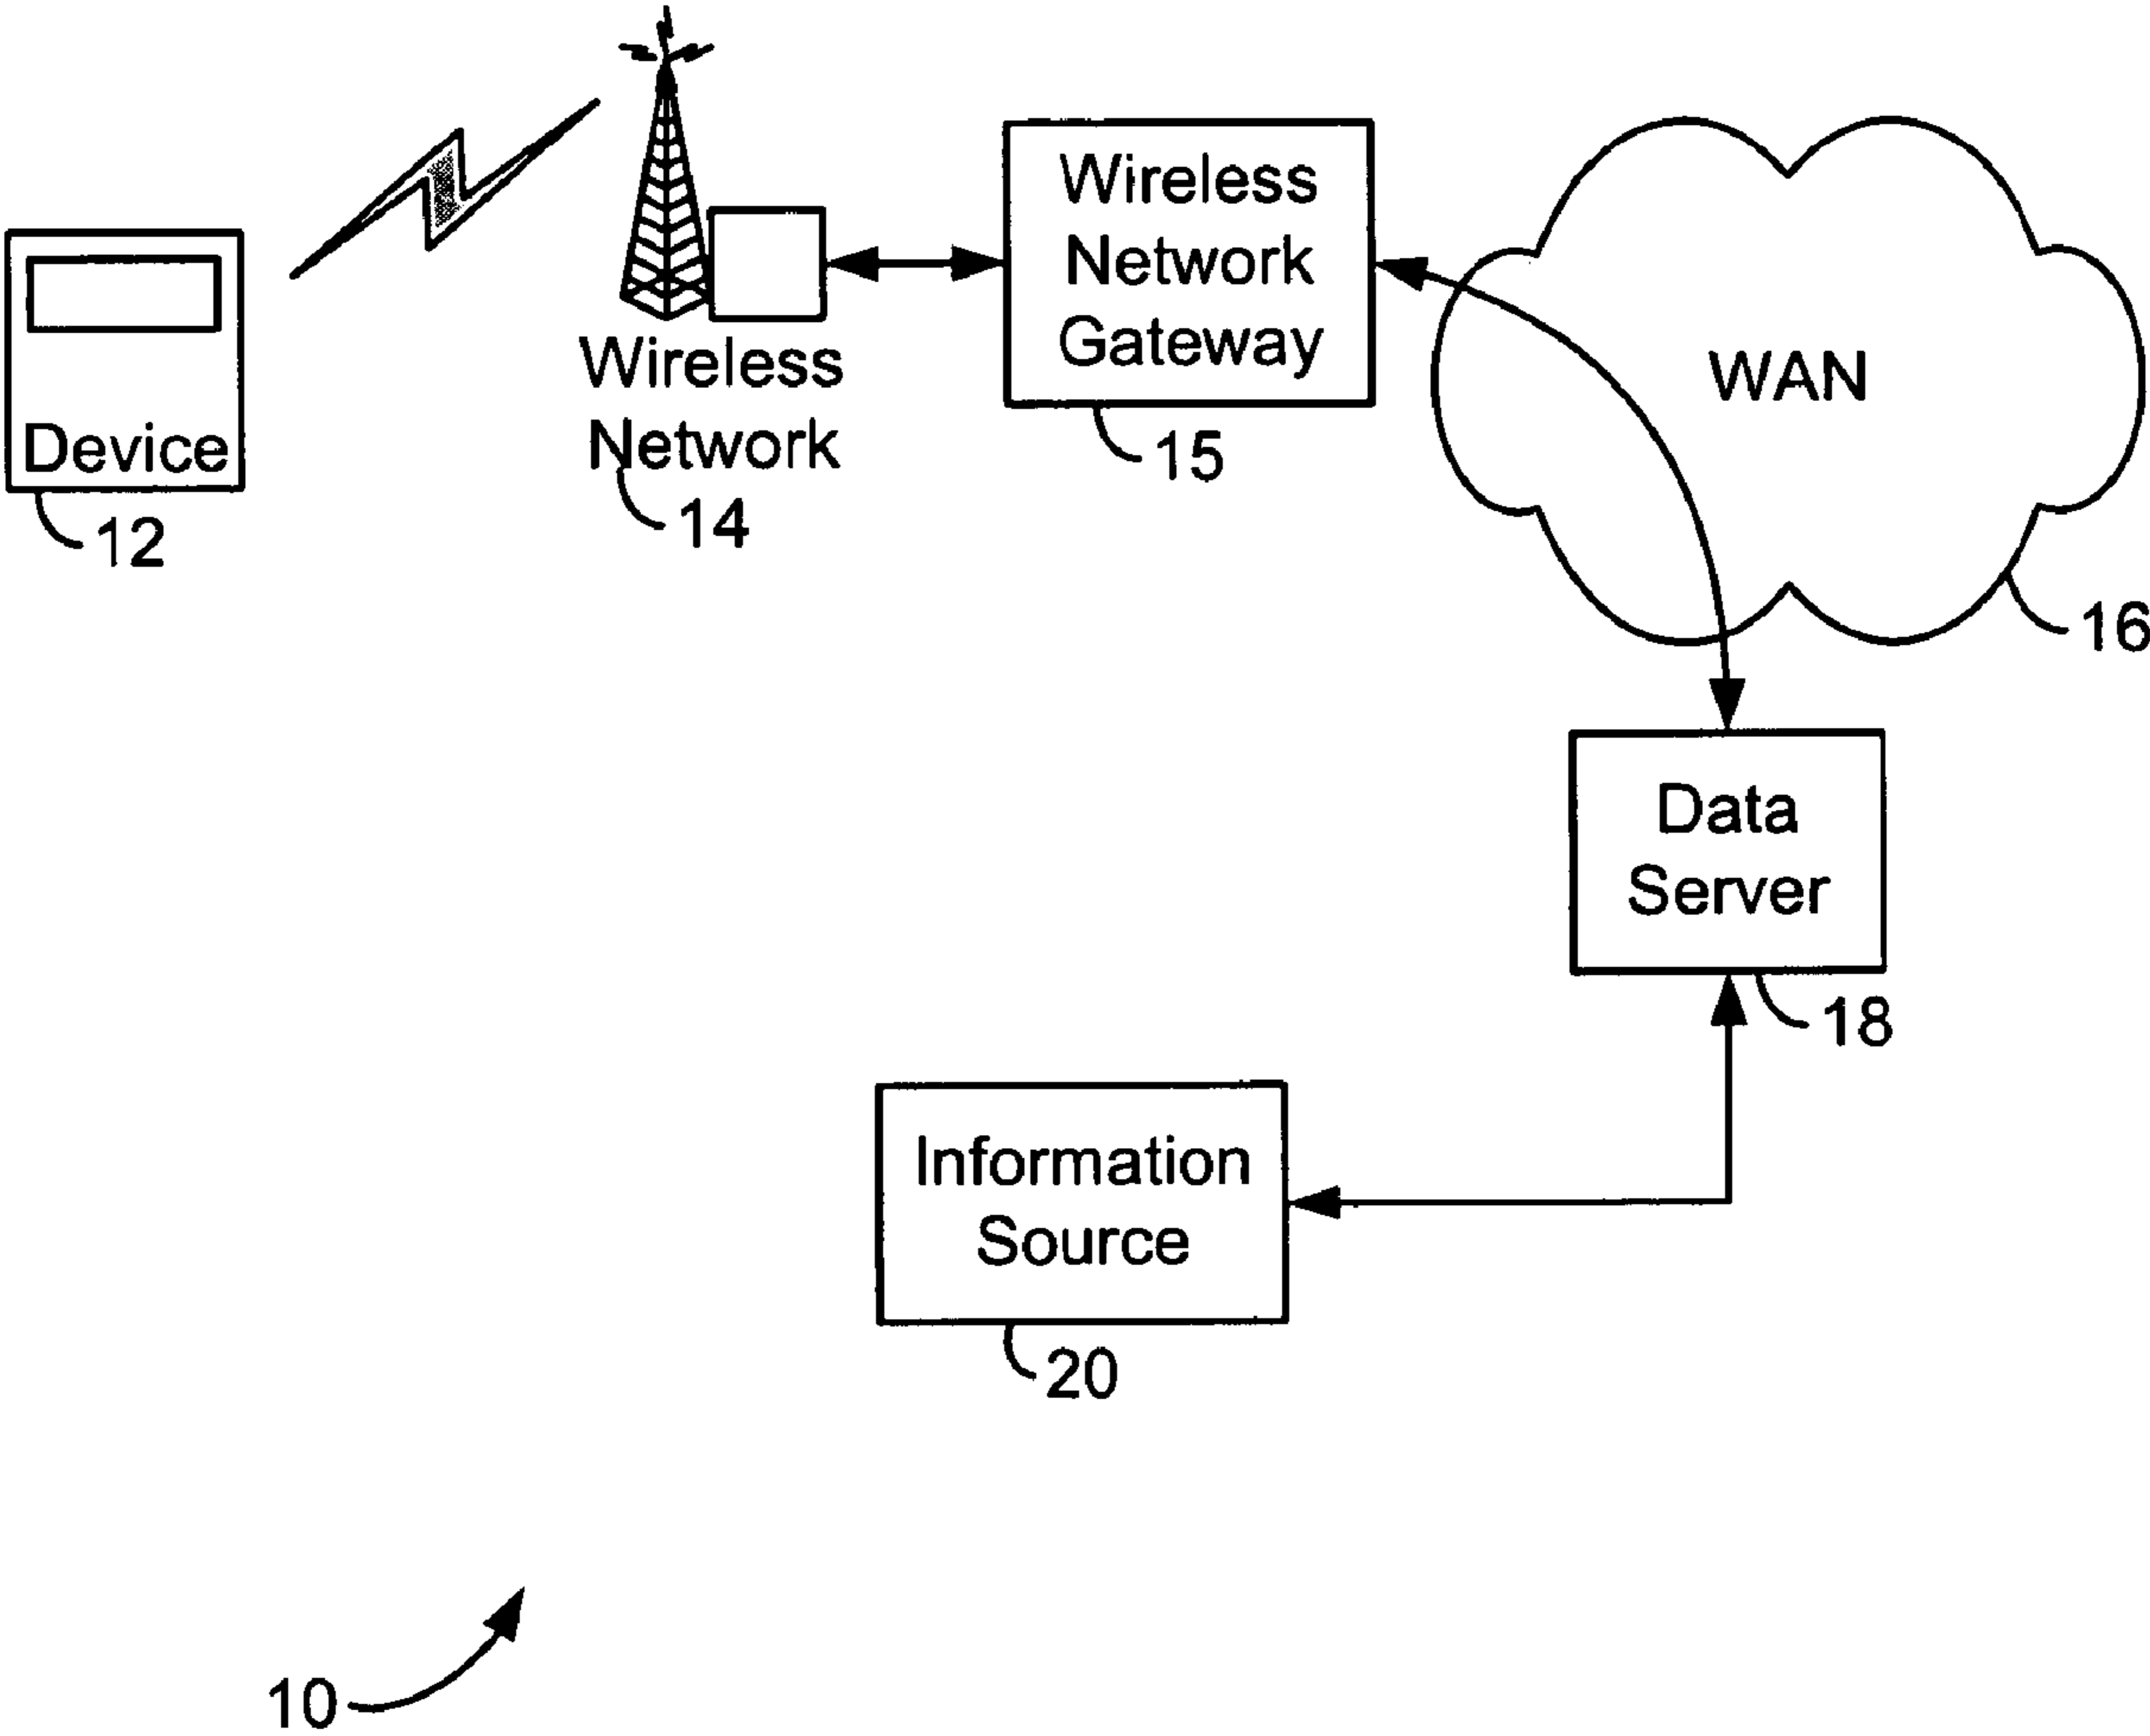 Device
12
Wireless
Network
14
Wireless
Network
Gateway
15
WAN
16
Data
Server
18
Information
Source
20
10